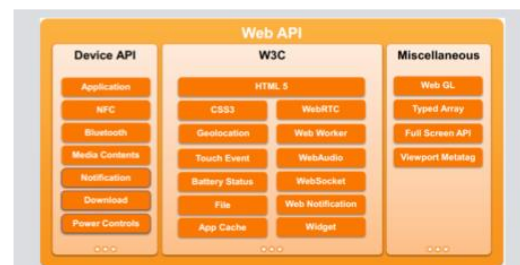 Web API
Device API
Application
NFC
Bluetooth
Media Contents
Notification
Download
Power Controls
W3C
HTML 5
CSS3
WebRTC
Geolocation
Web Worker
Touch Event
WebAudio
Battery Status
WebSocket
File
Web Notification
App Cache
Widget
Miscellaneous
Web GL
Typed Array
Full Screen API
Viewport Metatag